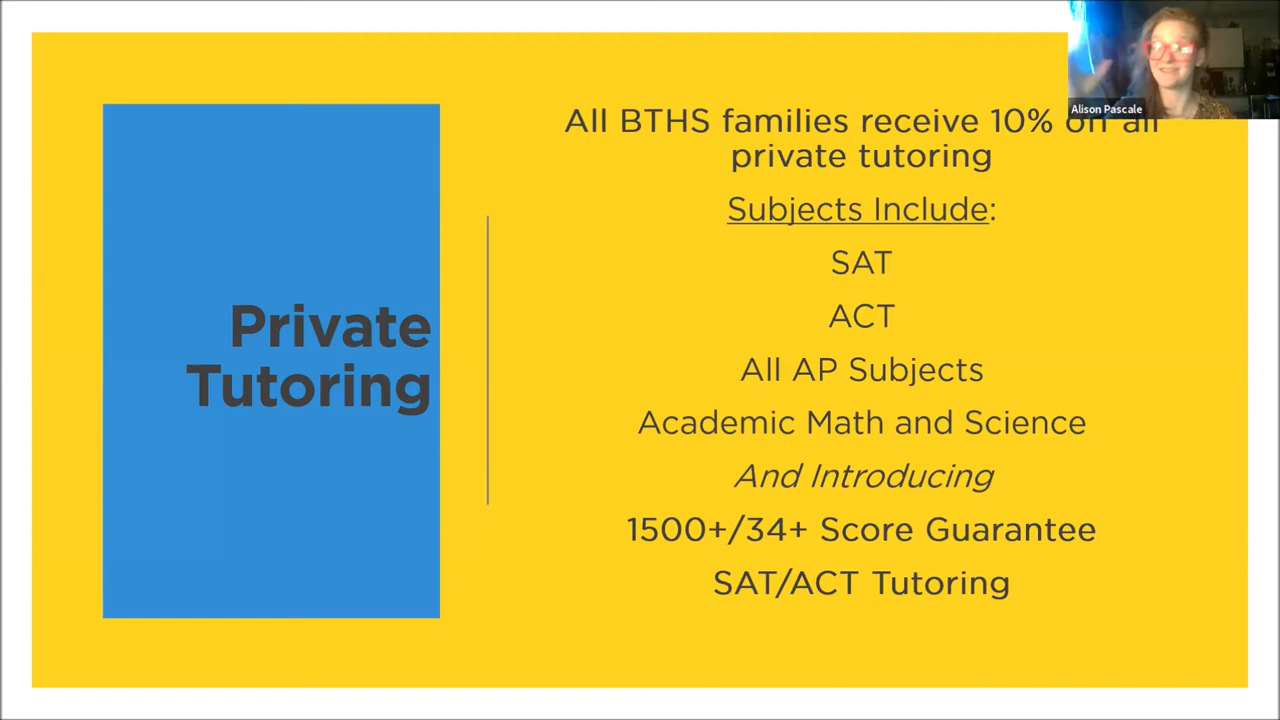 Alison Pascale
Private
Tutoring
All BTHS families receive 10% off all
private tutoring
Subjects Include:
SAT
ACT
All AP Subjects
Academic Math and Science
And Introducing
1500+/34+ Score Guarantee
SAT/ACT Tutoring